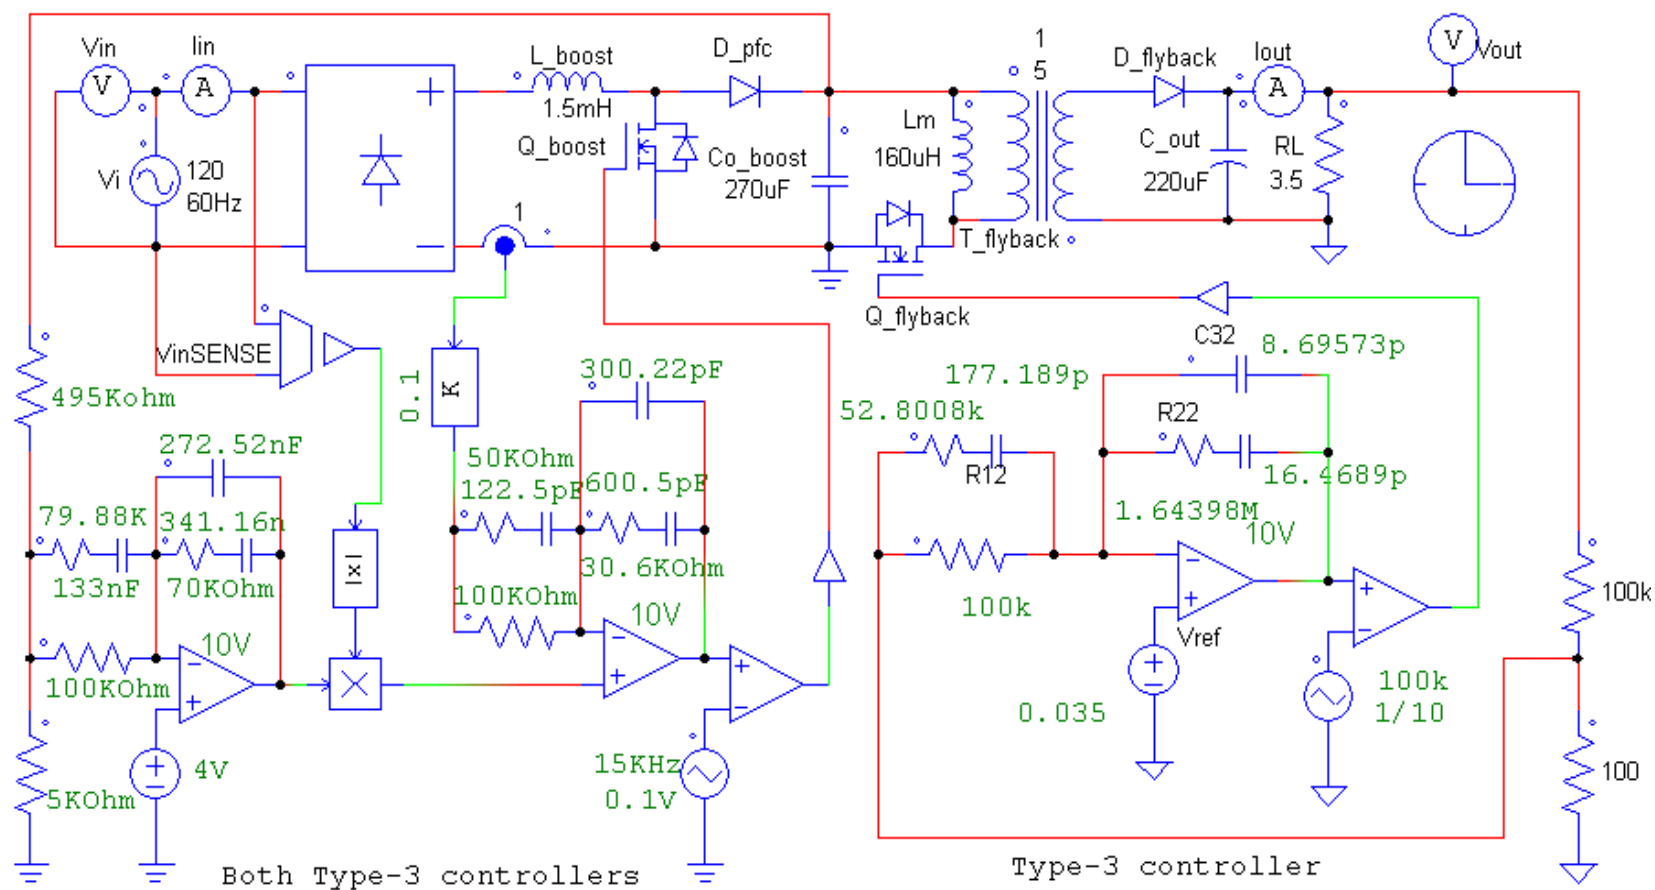 Vin
V
Iin
A
Vi
120
60Hz
L_boost
1.5mH
D_pfc
Q_boost
Co_boost
270uF
1
1
5
Lm
160uH
T_flyback
D_flyback
Iout
A
V
Vout
C_out
220uF
RL
3.5
Q_flyback
VinSENSE
495Kohm
0.1
K
300.22pF
C32
8.69573p
177.189p
52.8008k
R12
R22
16.4689p
1.64398M
10V
272.52nF
79.88K
341.16n
133nF
70KOhm
|x|
50KOhm
122.5pF
600.5pF
30.6KOhm
100KOhm
10V
100k
100k
10V
100KOhm
Vref
0.035
100k
1/10
100
4V
5KOhm
15KHz
0.1V
Both Type-3 controllers
Type-3 controller